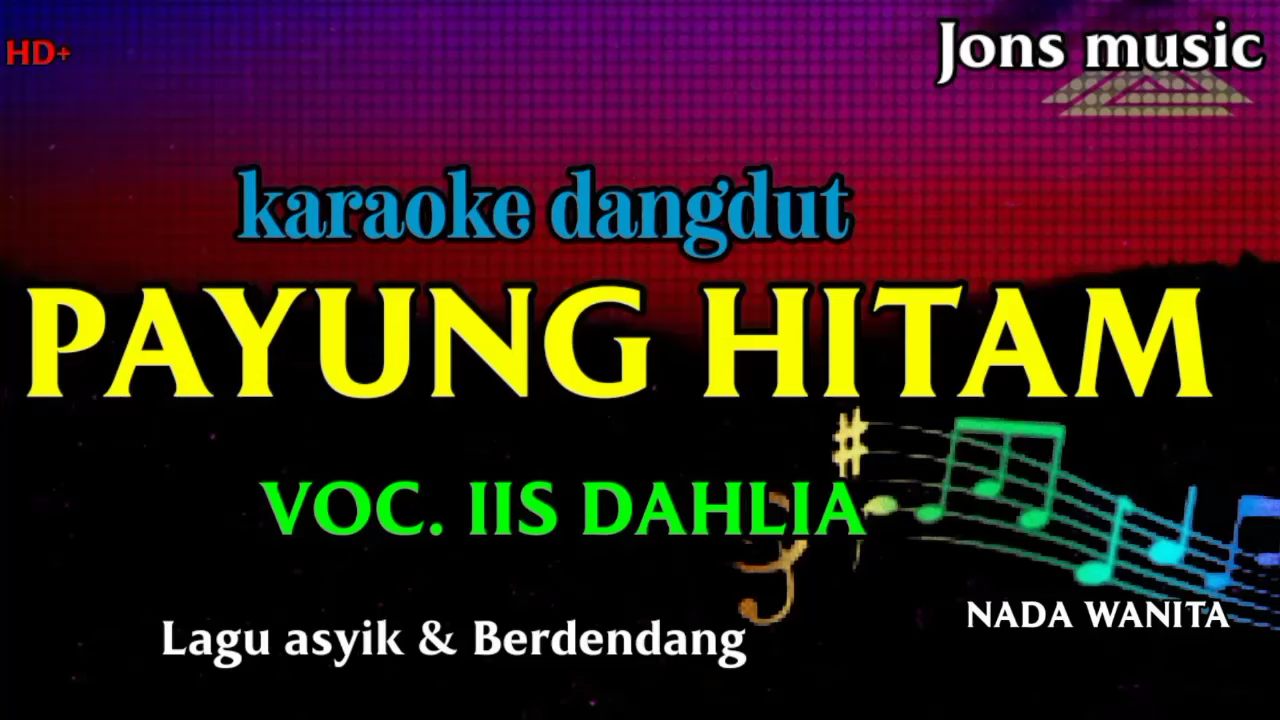 HD+
Jons music
karaoke dangdut
PAYUNG HITAM
VOC. IIS DAHLIA
NADA WANITA
Lagu asyik & Berdendang